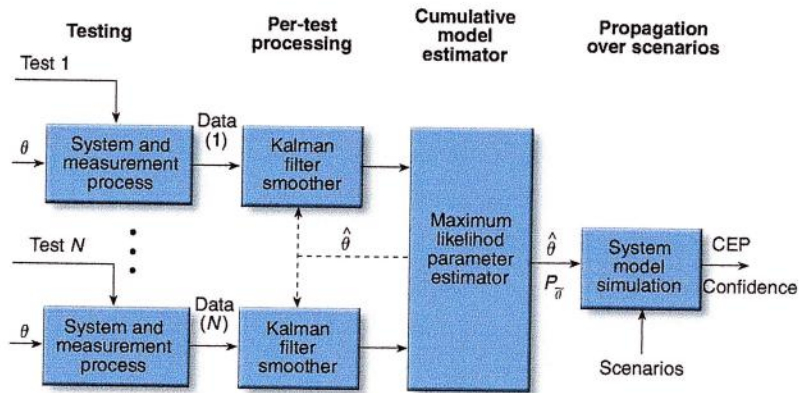 Testing
Per-test
processing
Cumulative
model
estimator
Propagation
over scenarios
Test 1
θ
System and
measurement
process
Data
(1)
Kalman
filter
smoother
Test N
θ̂
Maximum
likelihod
parameter
estimator
θ̂
P
System
model
simulation
CEP
Confidence
θ
System and
measurement
process
Data
(N)
Kalman
filter
smoother
Scenarios